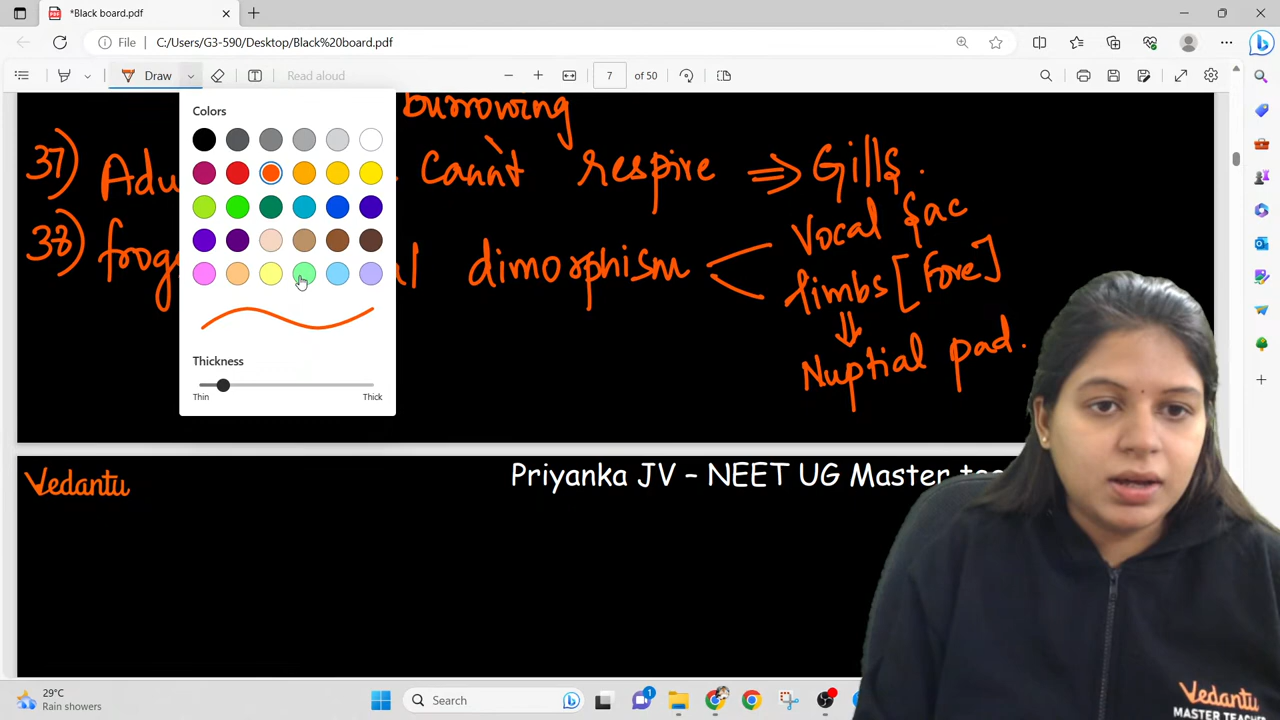 *Black board.pdf
File C:/Users/G3-590/Desktop/Black%20board.pdf
Draw Read aloud 7 of 50
Colors
Thickness
Thin Thick
burrowing
37) Adu cannt respire ⇒ Gills.
38) frog l dimorphism
Vocal Sac
limbs [Fore]
⇓
Nuptial pad.
Vedantu
Priyanka JV – NEET UG Master
Vedantu
MASTER TEACHER
29°C
Rain showers
Search
1